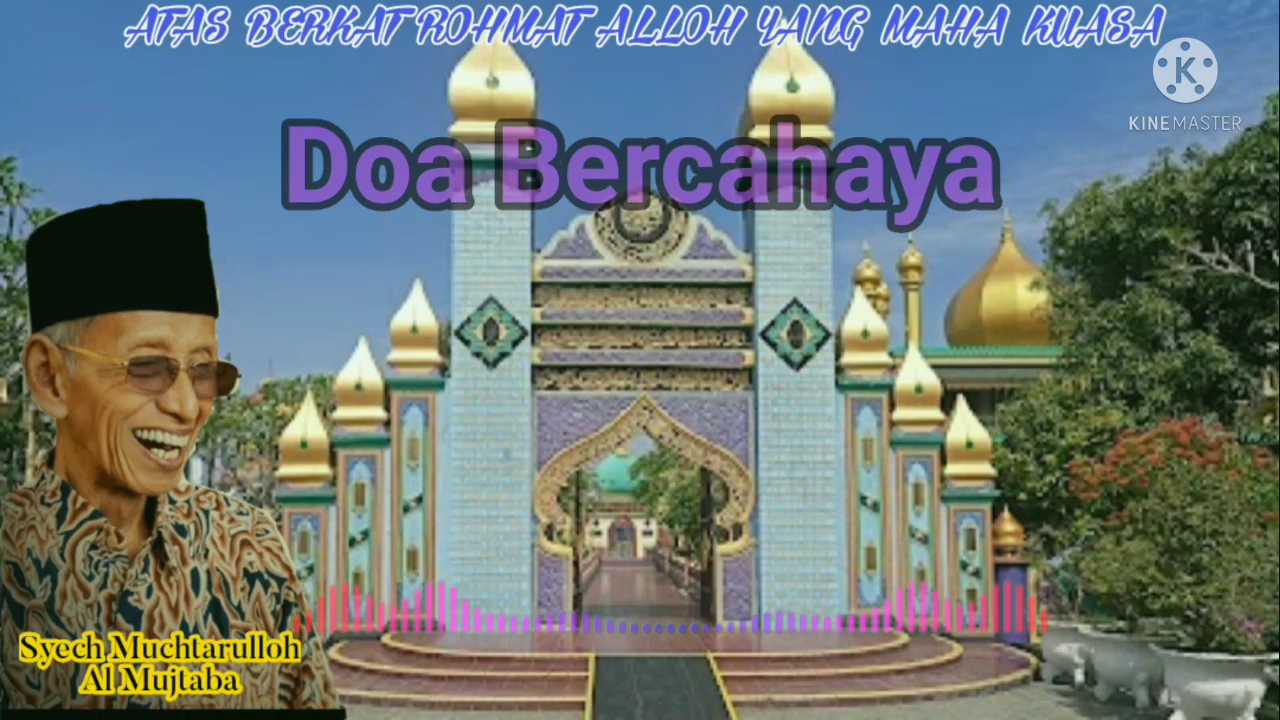 ATAS BERKAT ROHMAT ALLOH YANG MAHA KUASA
K
KINEMASTER
Doa Bercahaya
Syech Muchtarulloh
Al Mujtaba